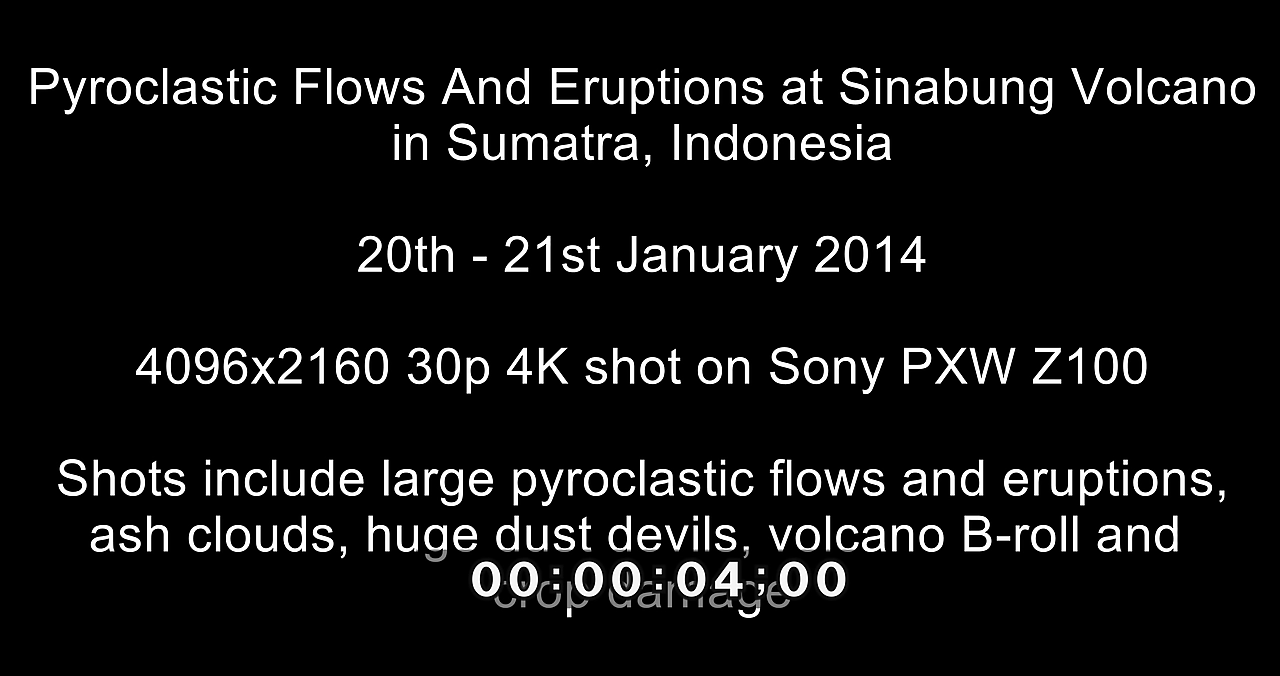 Pyroclastic Flows And Eruptions at Sinabung Volcano
in Sumatra, Indonesia
20th - 21st January 2014
4096x2160 30p 4K shot on Sony PXW Z100
Shots include large pyroclastic flows and eruptions,
ash clouds, huge dust devils, volcano B-roll and
00:00:04;00
crop damage